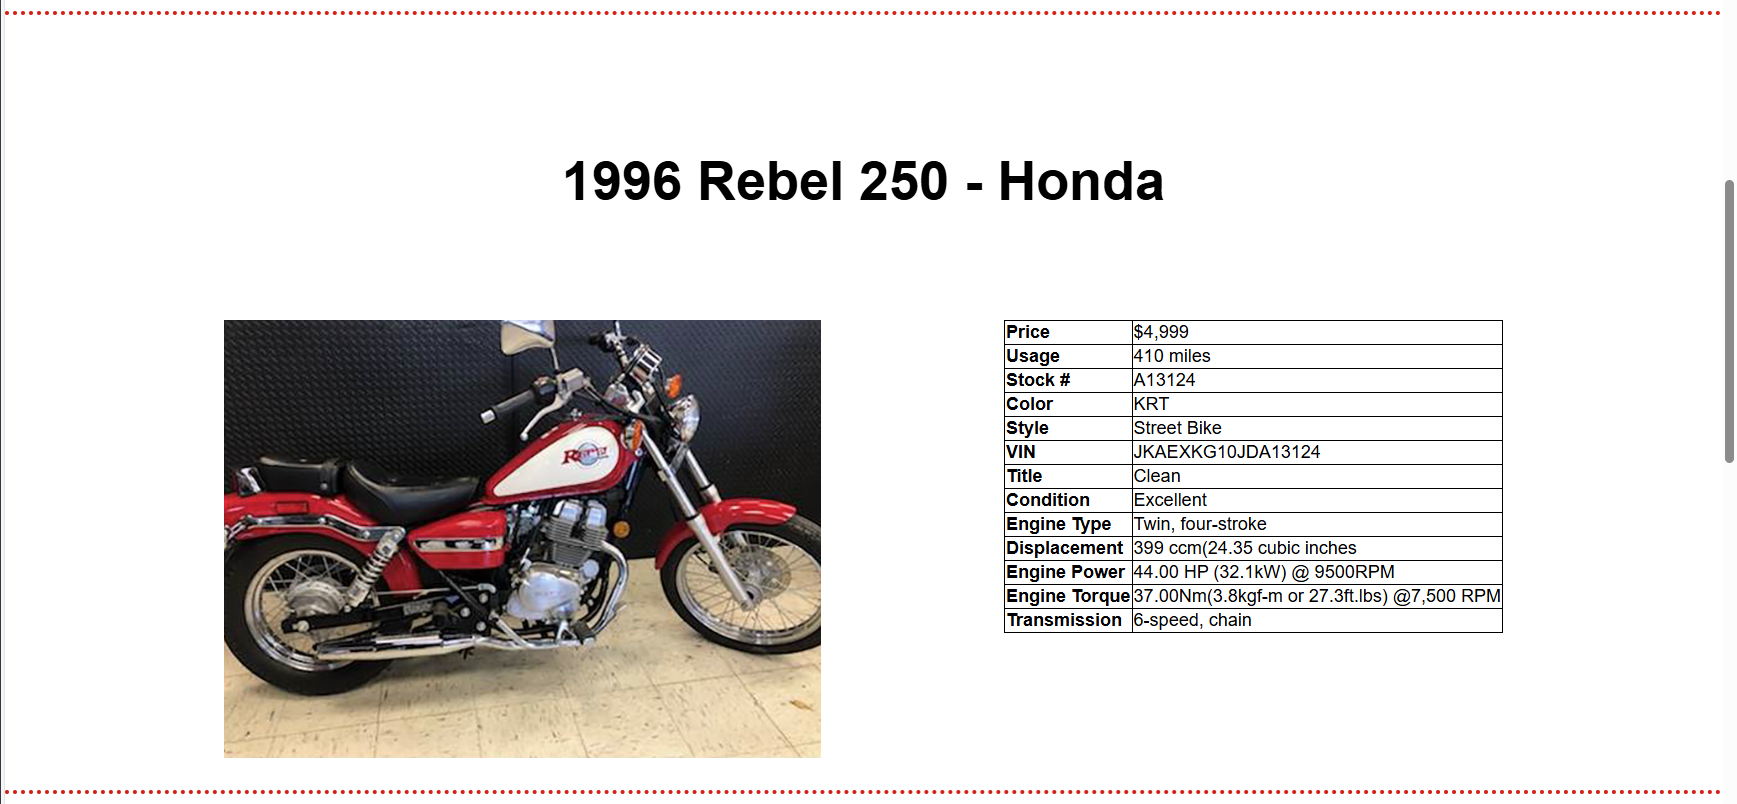 1996 Rebel 250 - Honda
Rebel
Price $4,999
Usage 410 miles
Stock # A13124
Color KRT
Style Street Bike
VIN JKAEXKG10JDA13124
Title Clean
Condition Excellent
Engine Type Twin, four-stroke
Displacement 399 ccm(24.35 cubic inches
Engine Power 44.00 HP (32.1kW) @ 9500RPM
Engine Torque 37.00Nm(3.8kgf-m or 27.3ft.lbs) @7,500 RPM
Transmission 6-speed, chain